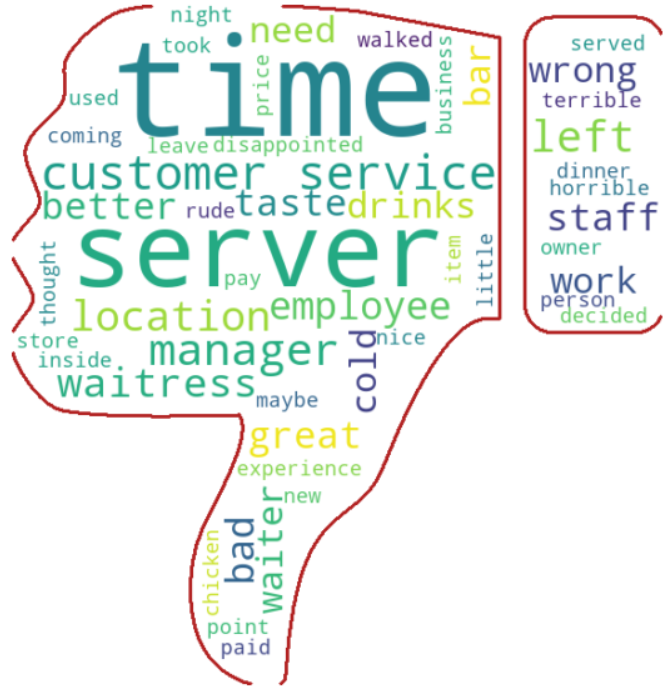 night
took
need
walked
served
time
used
price
business
bar
wrong
terrible
coming
leave
disappointed
left
customer service
dinner
horrible
better
rude
taste
drinks
staff
server
thought
pay
item
little
owner
work
person
decided
location
employee
store
inside
manager
cold
nice
waitress
maybe
great
experience
new
chicken
bad
waiter
point
paid